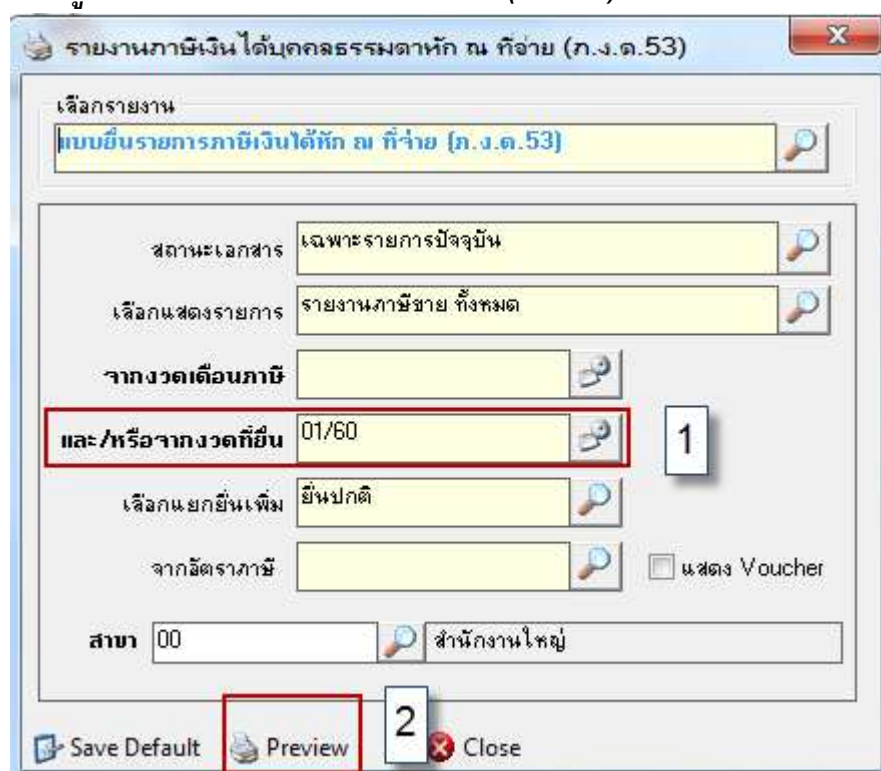 รายงานภาษีเงินได้บุคคลธรรมดาหัก ณ ที่จ่าย (ภ.ง.ด.53)
X
เลือกรายงาน
แบบยื่นรายการภาษีเงินได้หัก ณ ที่จ่าย (ภ.ง.ด.53)
สถานะเอกสาร เฉพาะรายการปัจจุบัน
เลือกแสดงรายการ รายงานภาษีขาย ทั้งหมด
จากงวดเดือนภาษี
และ/หรือจากงวดที่ยื่น 01/60 1
เลือกแยกยื่นเพิ่ม ยื่นปกติ
จากอัตราภาษี แสดง Voucher
สาขา 00 สำนักงานใหญ่
Save Default Preview 2 Close